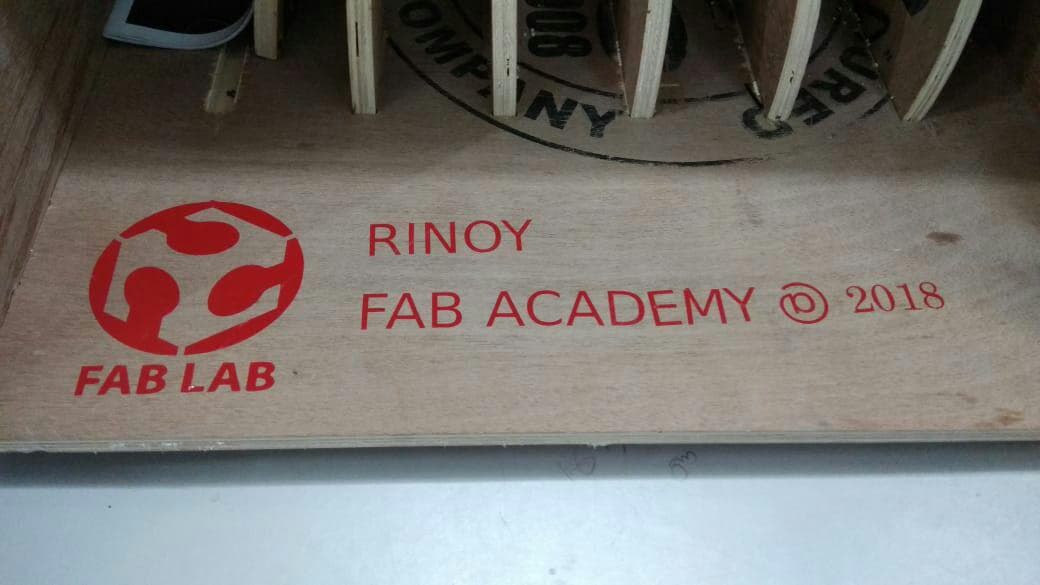 COMPANY
RINOY
FAB ACADEMY @ 2018
FAB LAB